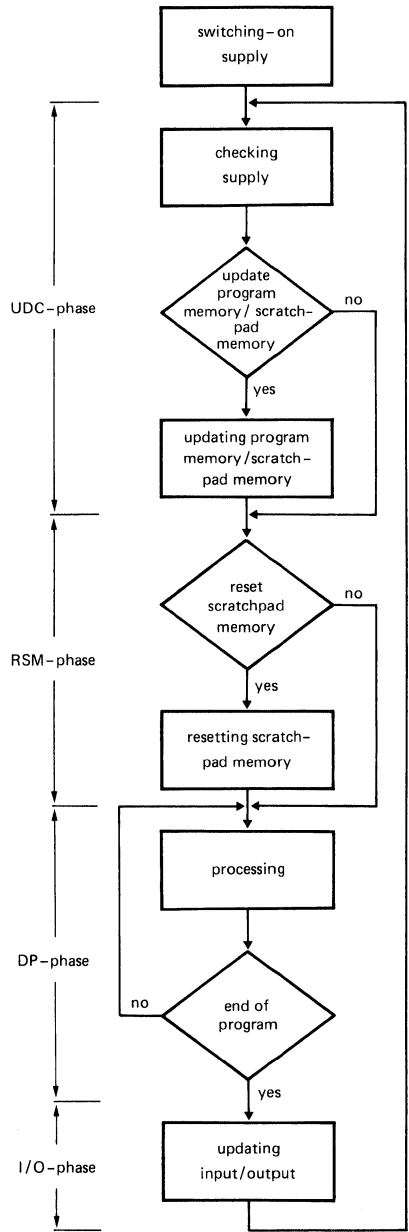 switching-on
supply
checking
supply
update
program
memory/scratch-
pad
memory
no
yes
UDC-phase
updating program
memory/scratch-
pad memory
reset
scratchpad
memory
no
yes
RSM-phase
resetting scratch-
pad memory
processing
DP-phase
end of
program
no
yes
updating
input/output
I/O-phase